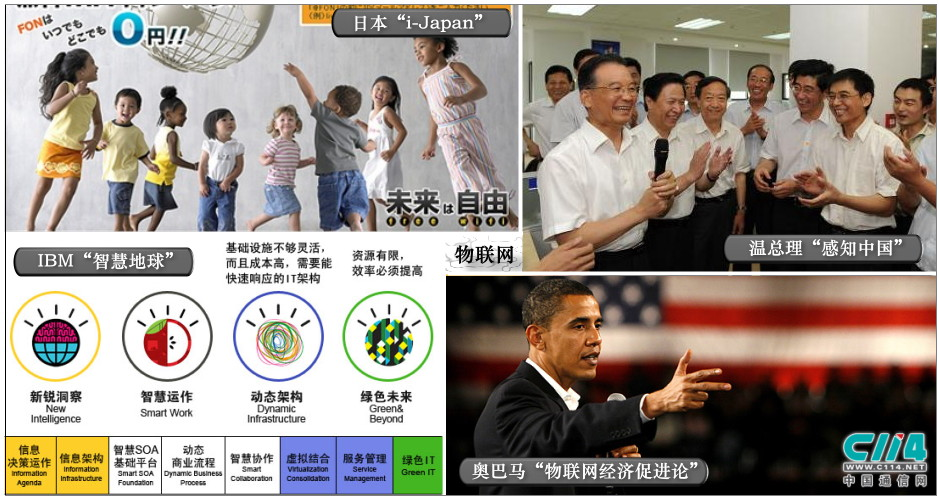 FONは
いつでも
どこでも
0円!!
日本“i-Japan”
未来は自由
free wifi
温总理“感知中国”
物联网
IBM“智慧地球”
基础设施不够灵活，
而且成本高，需要能
快速响应的IT架构
资源有限，
效率必须提高
新锐洞察
New
Intelligence
智慧运作
Smart Work
动态架构
Dynamic
Infrastructure
绿色未来
Green&
Beyond
信息
决策运作
Information
Agenda
信息架构
Information
Infrastructure
智慧SOA
基础平台
Smart SOA
Foundation
动态
商业流程
Dynamic Business
Process
智慧协作
Smart
Collaboration
虚拟结合
Virtualization
Consolidation
服务管理
Service
Management
绿色IT
Green IT
奥巴马“物联网经济促进论”
C114
WWW.C114.NET
中国通信网